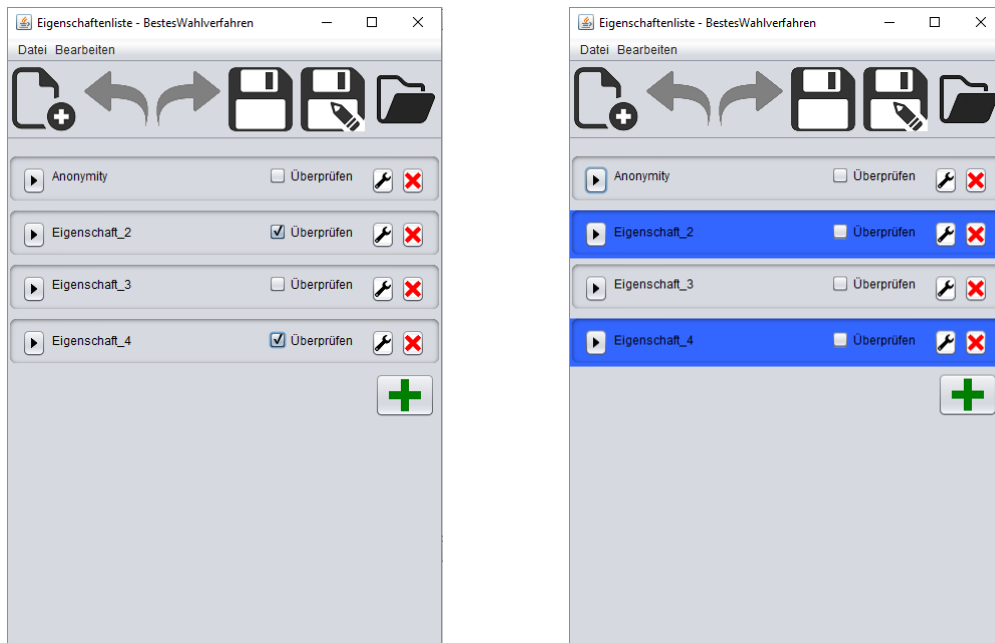 Eigenschaftenliste - BestesWahlverfahren
Datei Bearbeiten
Anonymity Überprüfen
Eigenschaft_2 Überprüfen
Eigenschaft_3 Überprüfen
Eigenschaft_4 Überprüfen
Eigenschaftenliste - BestesWahlverfahren
Datei Bearbeiten
Anonymity Überprüfen
Eigenschaft_2 Überprüfen
Eigenschaft_3 Überprüfen
Eigenschaft_4 Überprüfen